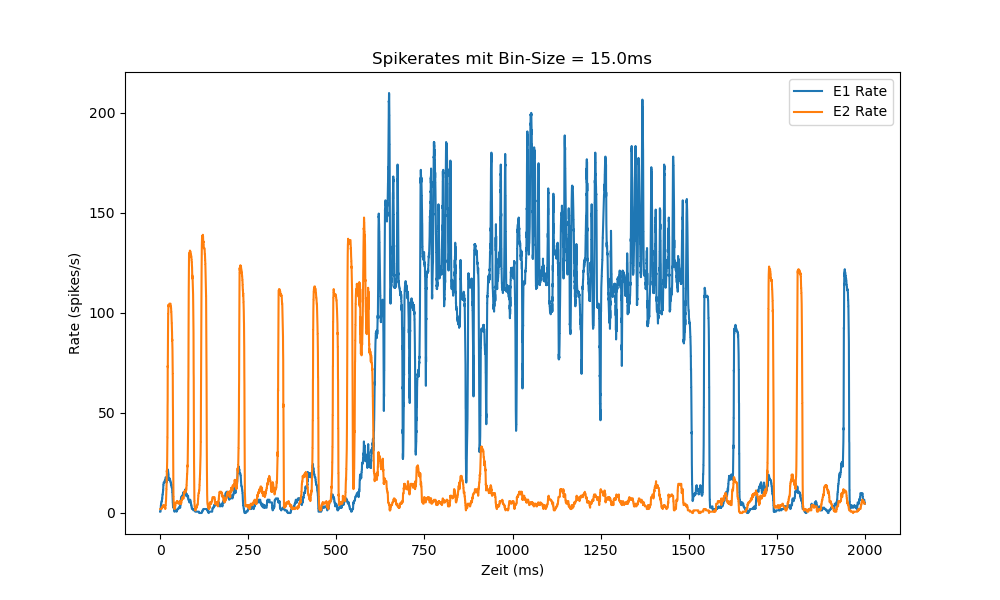 Spikerates mit Bin-Size = 15.0ms
E1 Rate
E2 Rate
200
150
100
50
0
Rate (spikes/s)
0 250 500 750 1000 1250 1500 1750 2000
Zeit (ms)